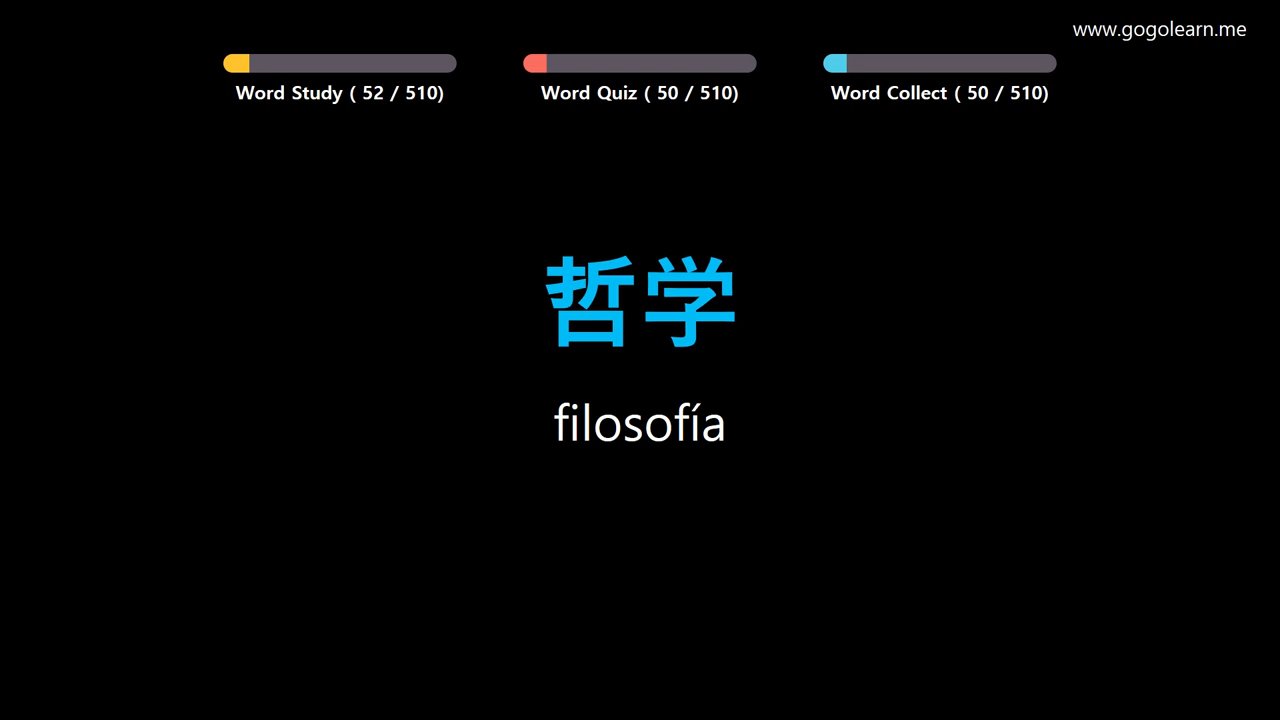 www.gogolearn.me
Word Study ( 52 / 510)
Word Quiz ( 50 / 510)
Word Collect ( 50 / 510)
哲学
filosofía